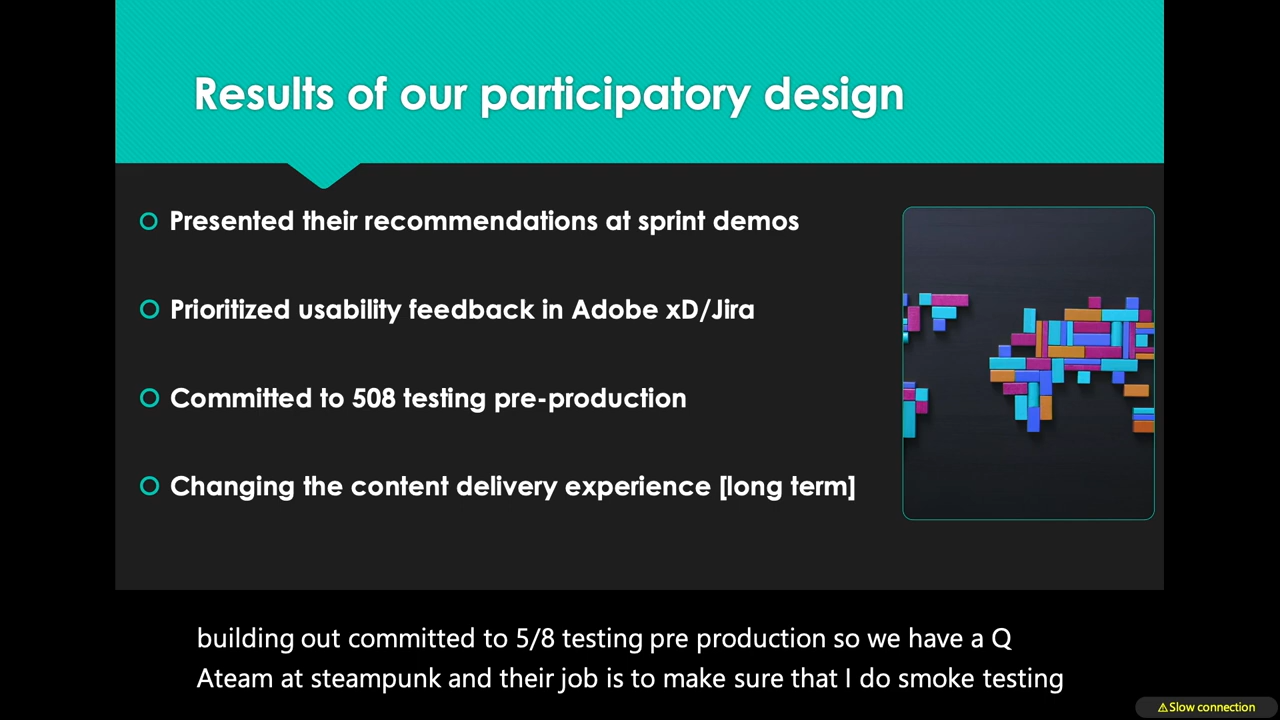 Results of our participatory design
Presented their recommendations at sprint demos
Prioritized usability feedback in Adobe xD/Jira
Committed to 508 testing pre-production
Changing the content delivery experience [long term]
building out committed to 5/8 testing pre production so we have a Q
Ateam at steampunk and their job is to make sure that I do smoke testing
⚠Slow connection